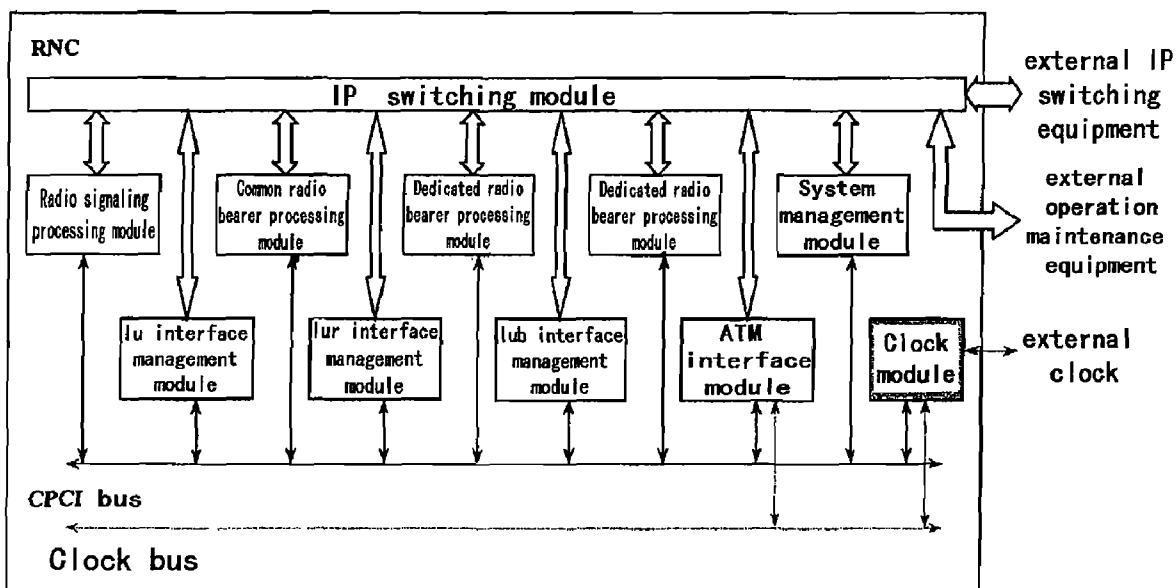 RNC
IP switching module
external IP
switching
equipment
Radio signaling
processing module
Common radio
bearer processing
module
Dedicated radio
bearer processing
module
Dedicated radio
bearer processing
module
System
management
module
external
operation
maintenance
equipment
Iu interface
management
module
Iur interface
management
module
Iub interface
management
module
ATM
interface
module
Clock
module
external
clock
CPCI bus
Clock bus